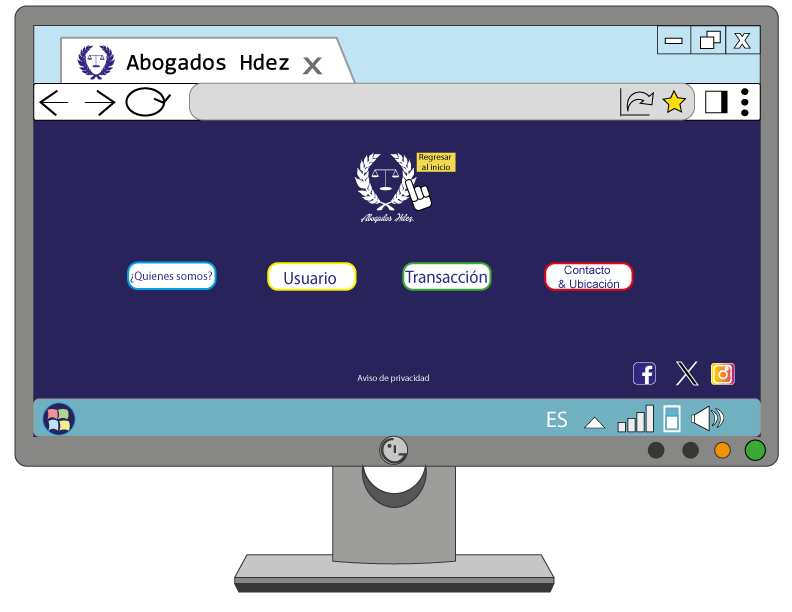 Abogados Hdez X
X
Regresar
al inicio
Abogados Hdez.
¿Quienes somos?
Usuario
Transacción
Contacto
& Ubicación
Aviso de privacidad
ES